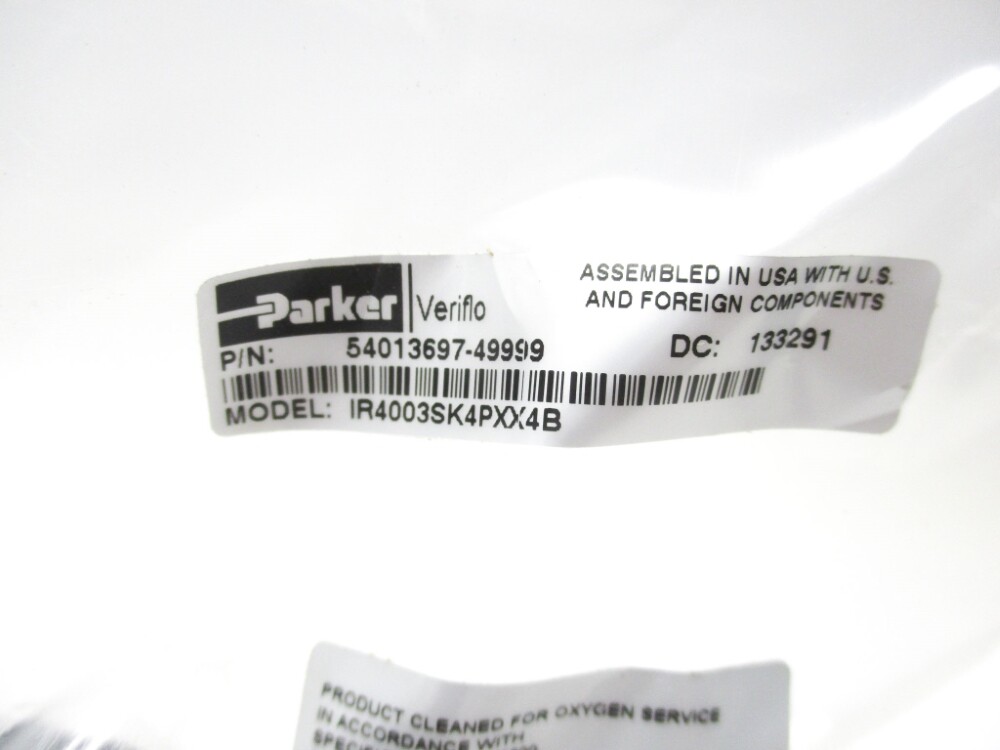 Parker Veriflo
ASSEMBLED IN USA WITH U.S.
AND FOREIGN COMPONENTS
P/N: 54013697-49999
DC: 133291
MODEL: IR4003SK4PXX4B
PRODUCT CLEANED FOR OXYGEN SERVICE
IN ACCORDANCE WITH